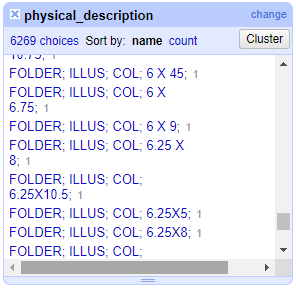 physical_description change
6269 choices Sort by: name count Cluster
10.75; 1
FOLDER; ILLUS; COL; 6 X 45; 1
FOLDER; ILLUS; COL; 6 X
6.75; 1
FOLDER; ILLUS; COL; 6 X 9; 1
FOLDER; ILLUS; COL; 6.25 X
8; 1
FOLDER; ILLUS; COL;
6.25X10.5; 1
FOLDER; ILLUS; COL; 6.25X5; 1
FOLDER; ILLUS; COL; 6.25X8; 1
FOLDER; ILLUS; COL;